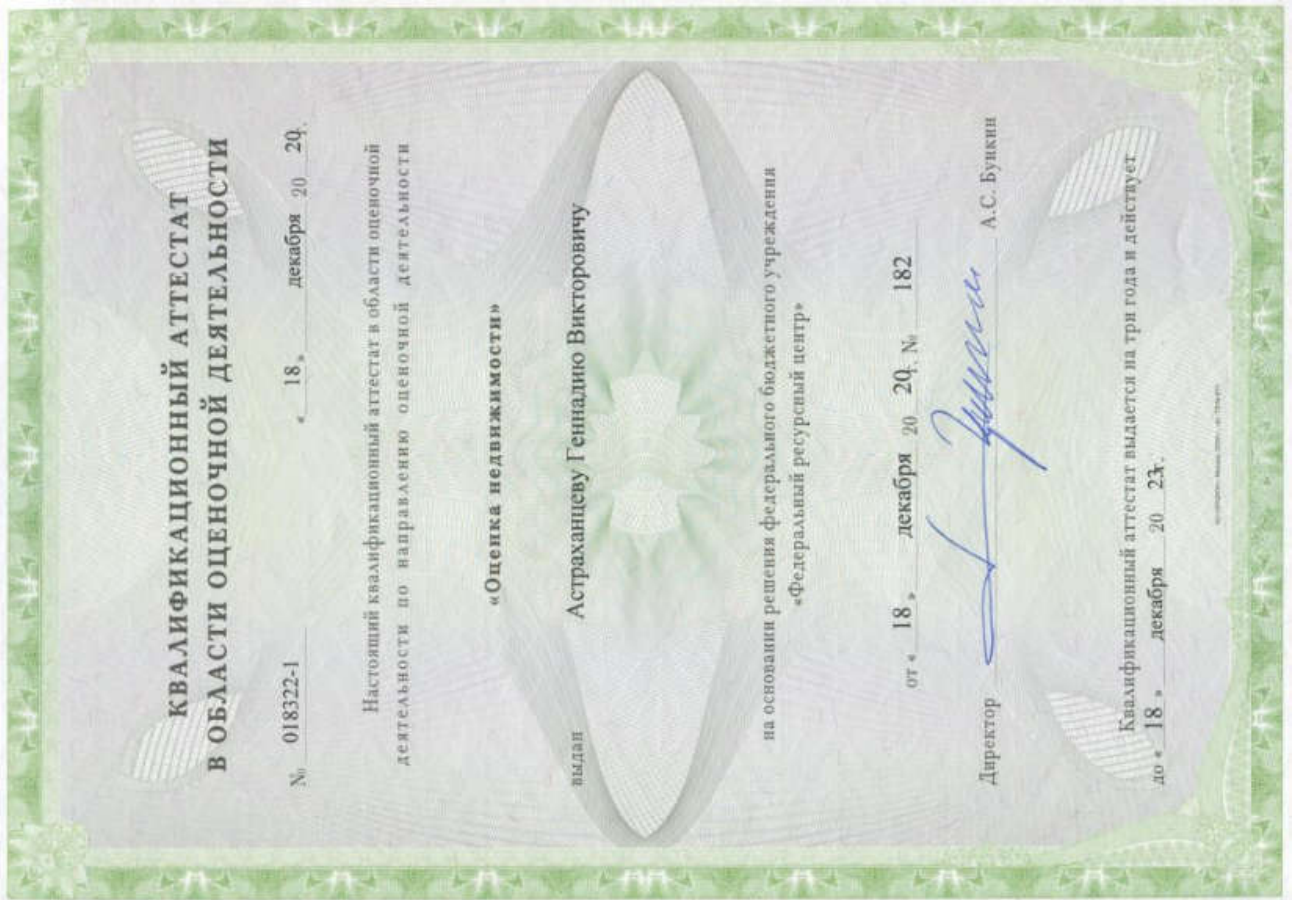 КВАЛИФИКАЦИОННЫЙ АТТЕСТАТ
В ОБЛАСТИ ОЦЕНОЧНОЙ ДЕЯТЕЛЬНОСТИ
№ 018322-1 « 18 » декабря 20 20 г.
Настоящий квалификационный аттестат в области оценочной
деятельности по направлению оценочной деятельности
«Оценка недвижимости»
выдан Астраханцеву Геннадию Викторовичу
на основании решения федерального бюджетного учреждения
«Федеральный ресурсный центр»
от « 18 » декабря 20 20 г. № 182
Директор А.С. Бункин
Квалификационный аттестат выдается на три года и действует
до « 18 » декабря 20 23 г.